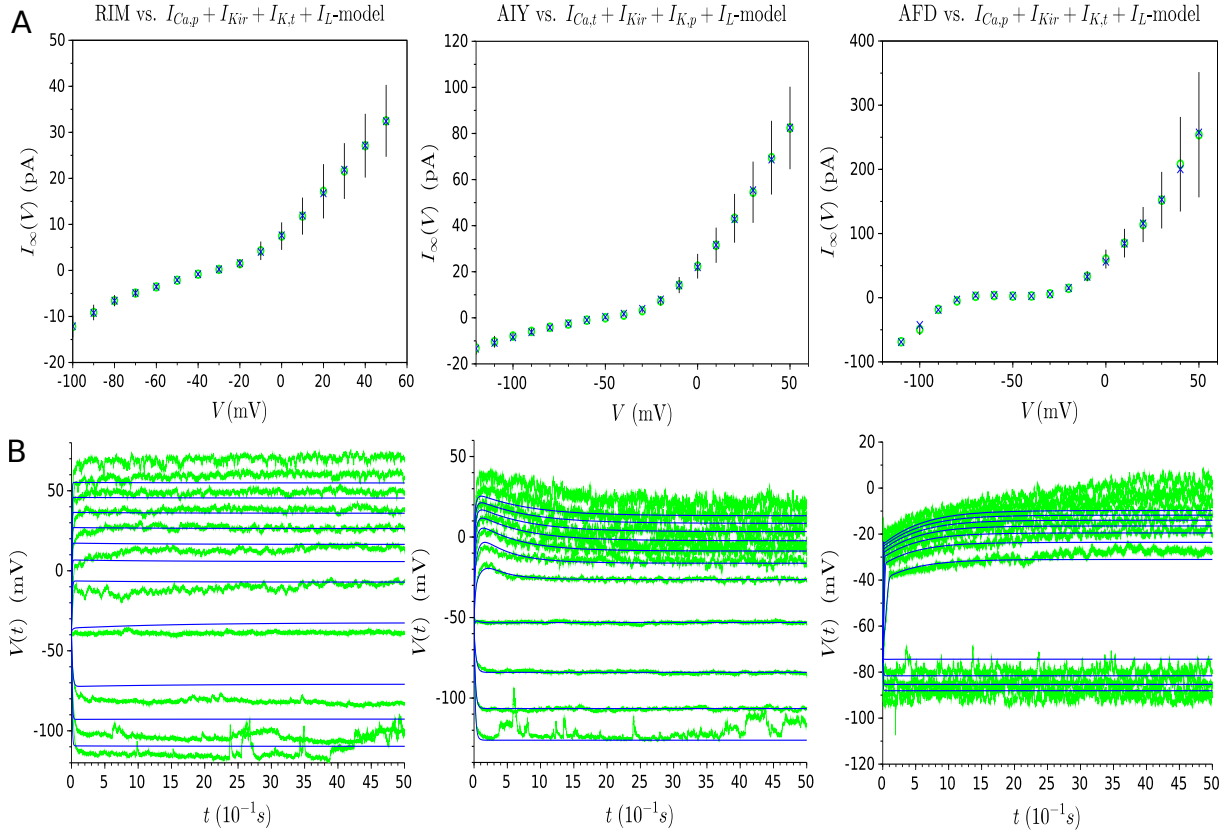 A
RIM vs. I_{Ca,p} + I_{Kir} + I_{K,t} + I_L-model
AIY vs. I_{Ca,t} + I_{Kir} + I_{K,p} + I_L-model
AFD vs. I_{Ca,p} + I_{Kir} + I_{K,t} + I_L-model
I_∞(V) (pA)
50
40
30
20
10
0
-10
-20
-100 -80 -60 -40 -20 0 20 40 60
V (mV)
I_∞(V) (pA)
120
100
80
60
40
20
0
-20
-100 -50 0 50
V (mV)
I_∞(V) (pA)
400
300
200
100
0
-50
-100
-100 -50 0 50
V (mV)
B
V(t) (mV)
50
0
-50
-100
0 5 10 15 20 25 30 35 40 45 50
t (10^{-1}s)
V(t) (mV)
50
0
-50
-100
0 5 10 15 20 25 30 35 40 45 50
t (10^{-1}s)
V(t) (mV)
20
0
-20
-40
-60
-80
-100
-120
0 5 10 15 20 25 30 35 40 45 50
t (10^{-1}s)